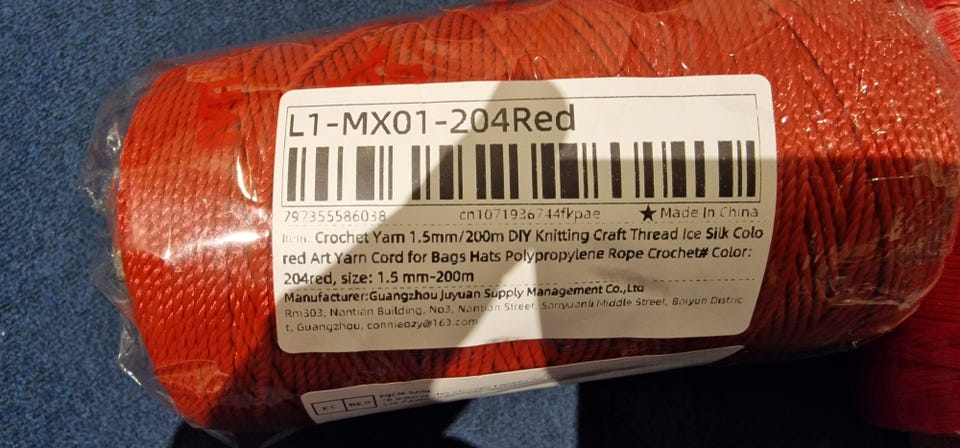 L1-MX01-204Red
797355586038 cn1071936744fkpae ★ Made In China
Item: Crochet Yarn 1.5mm/200m DIY Knitting Craft Thread Ice Silk Colo
red Art Yarn Cord for Bags Hats Polypropylene Rope Crochet# Color:
204red, size: 1.5 mm-200m
Manufacturer:Guangzhou Juyuan Supply Management Co.,Ltd
Rm303, Nantian Building, No3, Nantian Street, Sanyuanli Middle Street, Baiyun Distric
t, Guangzhou, connieozy@163.com
EC REP